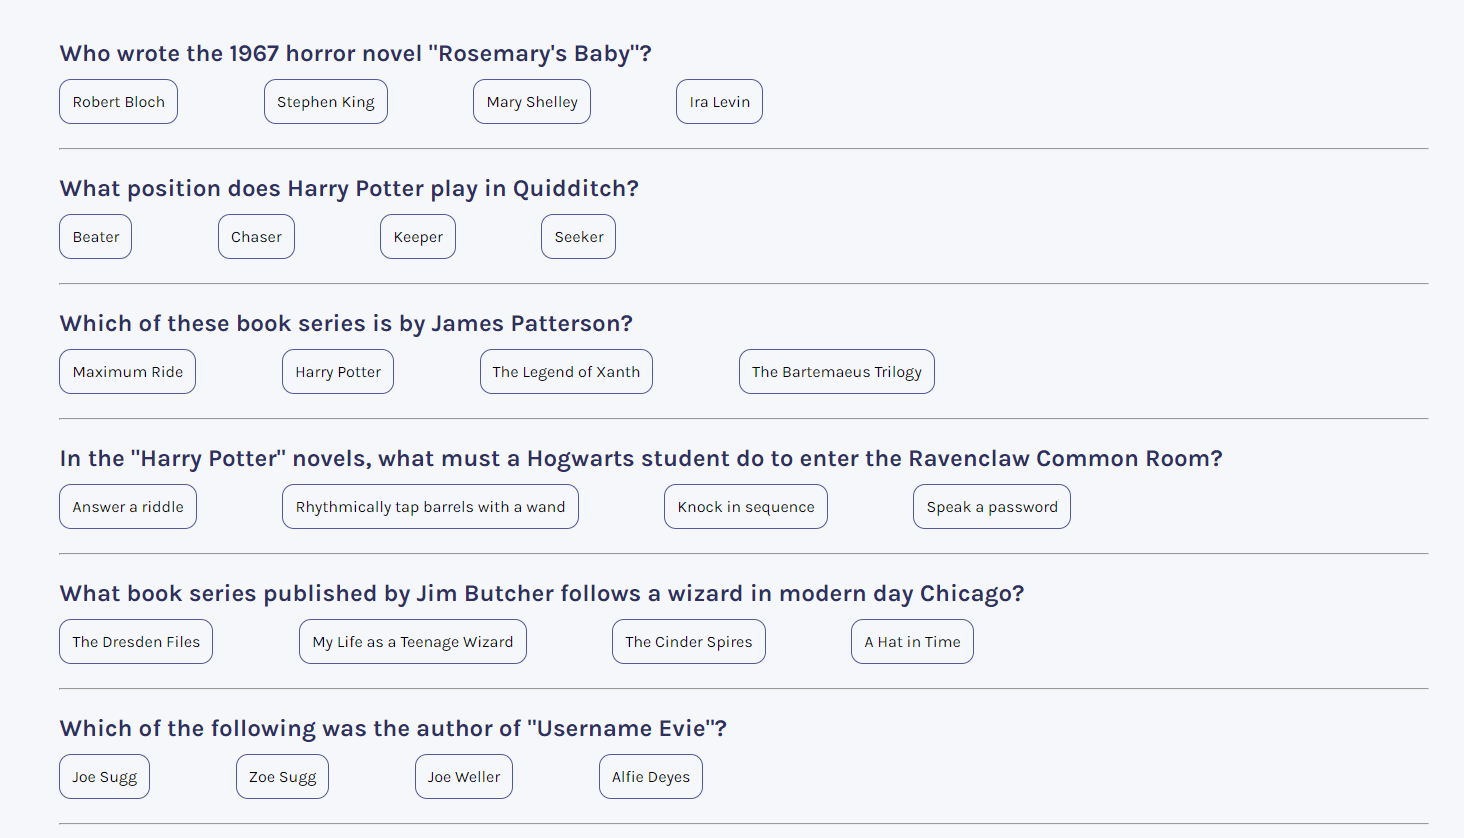 Who wrote the 1967 horror novel "Rosemary's Baby"?
Robert Bloch Stephen King Mary Shelley Ira Levin
What position does Harry Potter play in Quidditch?
Beater Chaser Keeper Seeker
Which of these book series is by James Patterson?
Maximum Ride Harry Potter The Legend of Xanth The Bartemaeus Trilogy
In the "Harry Potter" novels, what must a Hogwarts student do to enter the Ravenclaw Common Room?
Answer a riddle Rhythmically tap barrels with a wand Knock in sequence Speak a password
What book series published by Jim Butcher follows a wizard in modern day Chicago?
The Dresden Files My Life as a Teenage Wizard The Cinder Spires A Hat in Time
Which of the following was the author of "Username Evie"?
Joe Sugg Zoe Sugg Joe Weller Alfie Deyes